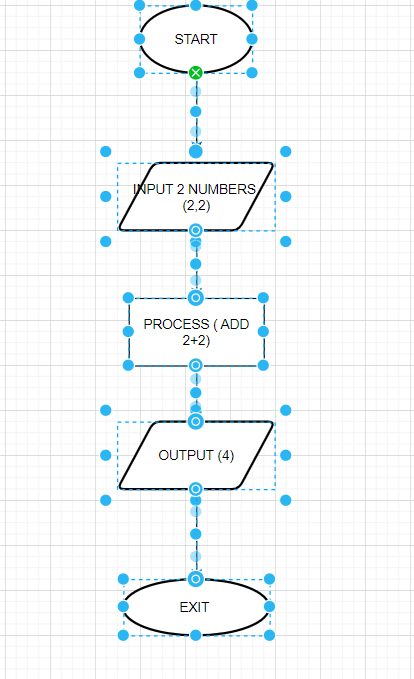 START
INPUT 2 NUMBERS
(2,2)
PROCESS ( ADD
2+2)
OUTPUT (4)
EXIT